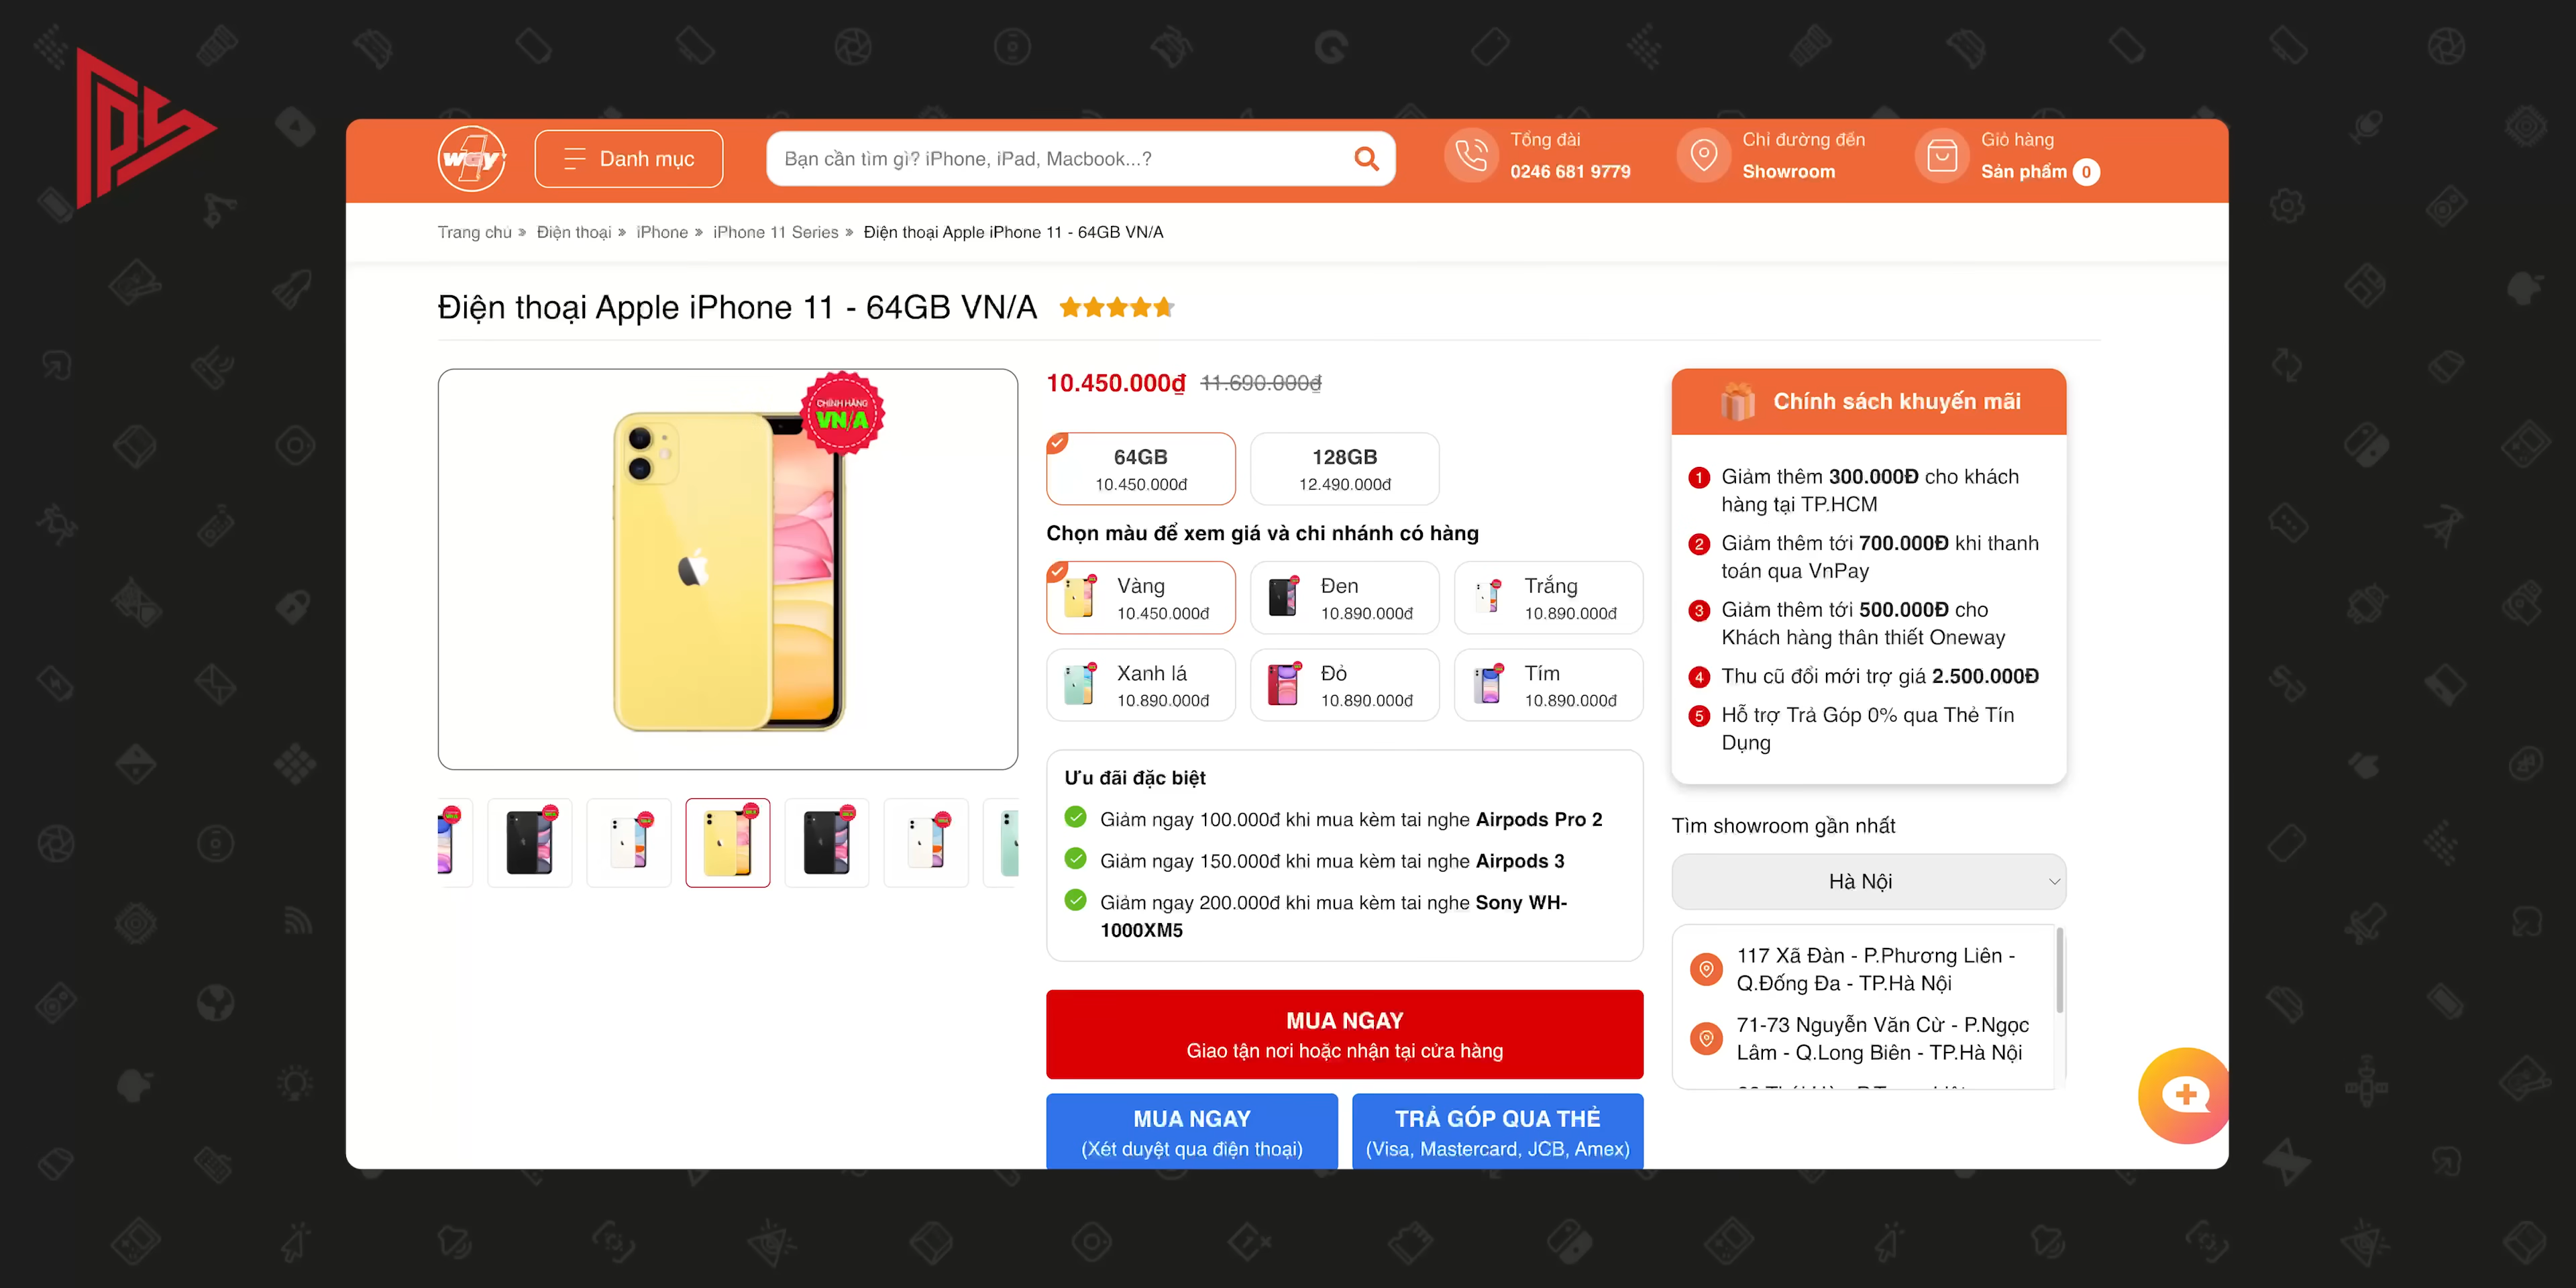 way
Danh mục
Bạn cần tìm gì? iPhone, iPad, Macbook...?
Tổng đài
0246 681 9779
Chỉ đường đến
Showroom
Giỏ hàng
Sản phẩm 0
Trang chủ » Điện thoại » iPhone » iPhone 11 Series » Điện thoại Apple iPhone 11 - 64GB VN/A
Điện thoại Apple iPhone 11 - 64GB VN/A
CHÍNH HÃNG
VN/A
10.450.000₫ 11.690.000₫
64GB
10.450.000đ
128GB
12.490.000đ
Chọn màu để xem giá và chi nhánh có hàng
Vàng
10.450.000đ
Đen
10.890.000đ
Trắng
10.890.000đ
Xanh lá
10.890.000đ
Đỏ
10.890.000đ
Tím
10.890.000đ
Ưu đãi đặc biệt
Giảm ngay 100.000đ khi mua kèm tai nghe Airpods Pro 2
Giảm ngay 150.000đ khi mua kèm tai nghe Airpods 3
Giảm ngay 200.000đ khi mua kèm tai nghe Sony WH-
1000XM5
MUA NGAY
Giao tận nơi hoặc nhận tại cửa hàng
MUA NGAY
(Xét duyệt qua điện thoại)
TRẢ GÓP QUA THẺ
(Visa, Mastercard, JCB, Amex)
Chính sách khuyến mãi
1 Giảm thêm 300.000Đ cho khách
hàng tại TP.HCM
2 Giảm thêm tới 700.000Đ khi thanh
toán qua VnPay
3 Giảm thêm tới 500.000Đ cho
Khách hàng thân thiết Oneway
4 Thu cũ đổi mới trợ giá 2.500.000Đ
5 Hỗ trợ Trả Góp 0% qua Thẻ Tín
Dụng
Tìm showroom gần nhất
Hà Nội
117 Xã Đàn - P.Phương Liên -
Q.Đống Đa - TP.Hà Nội
71-73 Nguyễn Văn Cừ - P.Ngọc
Lâm - Q.Long Biên - TP.Hà Nội